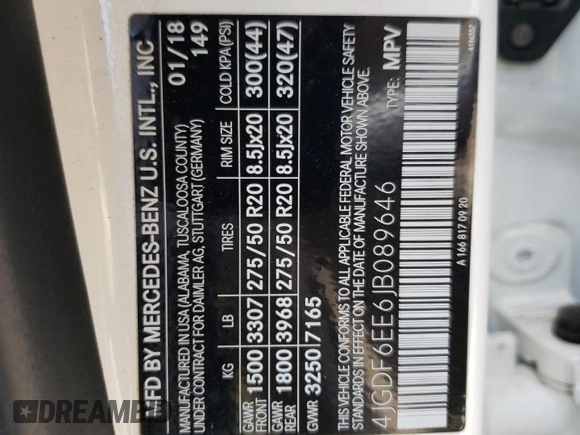 MFD BY MERCEDES-BENZ U.S. INTL., INC
MANUFACTURED IN USA (ALABAMA, TUSCALOOSA COUNTY) 01/18
UNDER CONTRACT FOR DAIMLER AG, STUTTGART (GERMANY) 149
KG LB TIRES RIM SIZE COLD KPA (PSI)
GAWR FRONT 1500 3307 275/50 R20 8.5Jx20 300(44)
GAWR REAR 1800 3968 275/50 R20 8.5Jx20 320(47)
GVWR 3250 7165
THIS VEHICLE CONFORMS TO ALL APPLICABLE FEDERAL MOTOR VEHICLE SAFETY
STANDARDS IN EFFECT ON THE DATE OF MANUFACTURE SHOWN ABOVE.
4JGDF6EE6JB089646 TYPE: MPV
A 166 817 09 20
DREAMBID